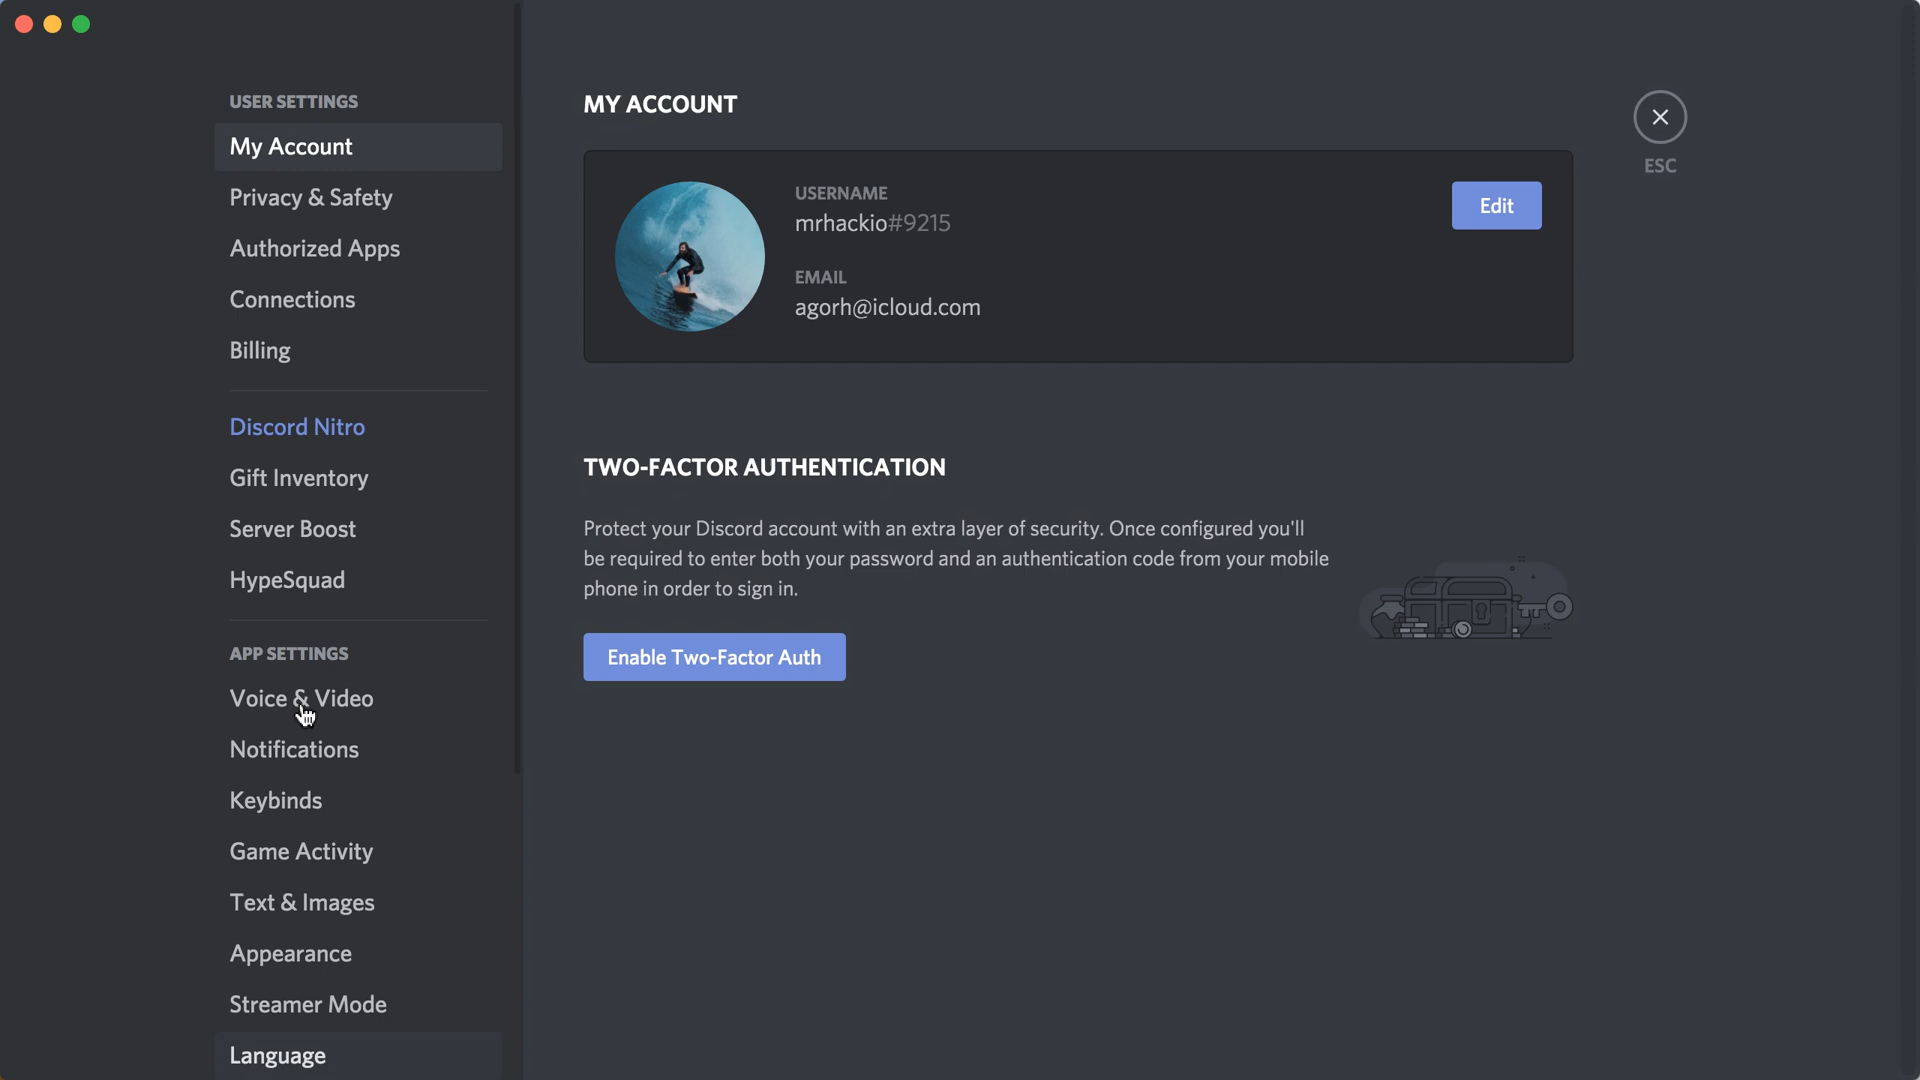 USER SETTINGS
My Account
Privacy & Safety
Authorized Apps
Connections
Billing
Discord Nitro
Gift Inventory
Server Boost
HypeSquad
APP SETTINGS
Voice & Video
Notifications
Keybinds
Game Activity
Text & Images
Appearance
Streamer Mode
Language
MY ACCOUNT
USERNAME
mrhackio#9215
EMAIL
agorh@icloud.com
Edit
ESC
TWO-FACTOR AUTHENTICATION
Protect your Discord account with an extra layer of security. Once configured you'll
be required to enter both your password and an authentication code from your mobile
phone in order to sign in.
Enable Two-Factor Auth